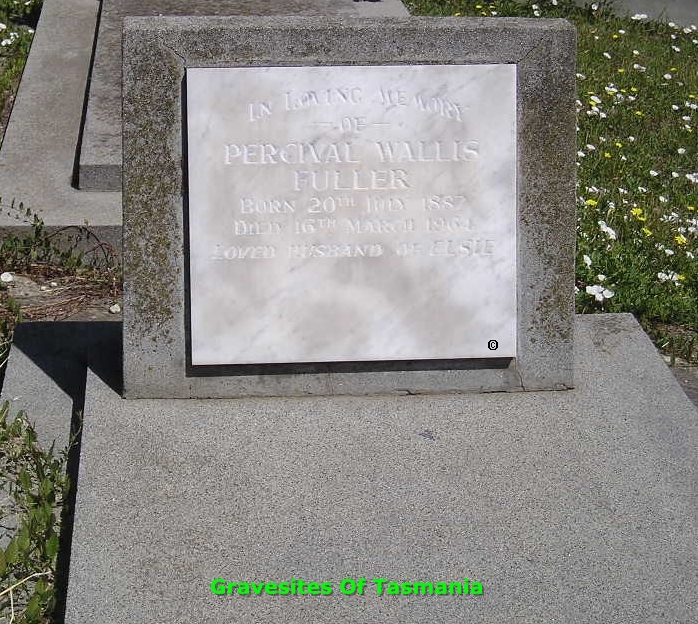 IN LOVING MEMORY
—OF—
PERCIVAL WALLIS
FULLER
BORN 20TH JULY 1887
DIED 16TH MARCH 1964
LOVED HUSBAND OF ELSIE
©
Gravesites Of Tasmania